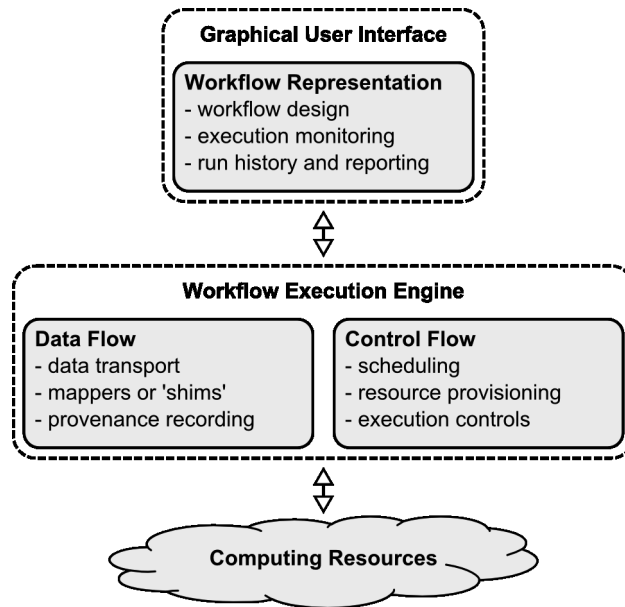 Graphical User Interface
Workflow Representation
- workflow design
- execution monitoring
- run history and reporting
Workflow Execution Engine
Data Flow
- data transport
- mappers or 'shims'
- provenance recording
Control Flow
- scheduling
- resource provisioning
- execution controls
Computing Resources